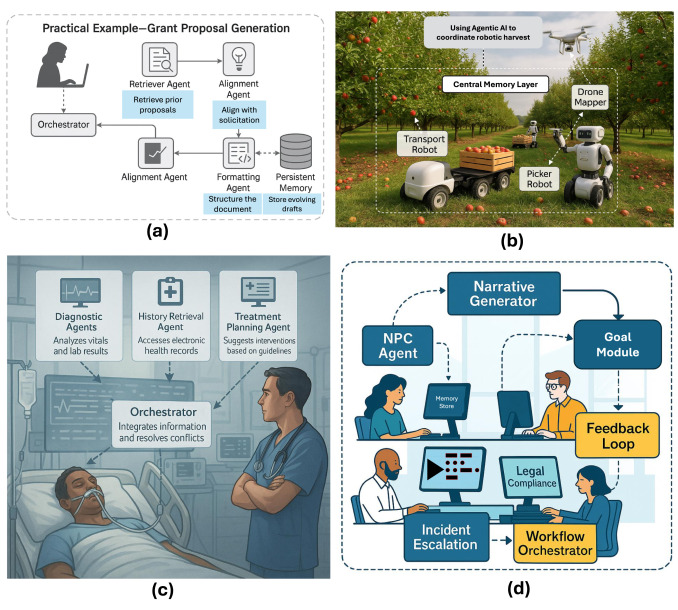 Practical Example—Grant Proposal Generation
Retriever Agent
Retrieve prior
proposals
Alignment
Agent
Align with
solicitation
Orchestrator
Alignment Agent
Formatting
Agent
Structure the
document
Persistent
Memory
Store evolving
drafts
(a)
Using Agentic AI to
coordinate robotic harvest
Central Memory Layer
Drone
Mapper
Transport
Robot
Picker
Robot
(b)
Diagnostic
Agents
Analyzes vitals
and lab results
History Retrieval
Agent
Accesses electronic
health records
Treatment
Planning Agent
Suggests interventions
based on guidelines
Orchestrator
Integrates information
and resolves conflicts
(c)
Narrative
Generator
NPC
Agent
Goal
Module
Memory
Store
Feedback
Loop
Legal
Compliance
Incident
Escalation
Workflow
Orchestrator
(d)